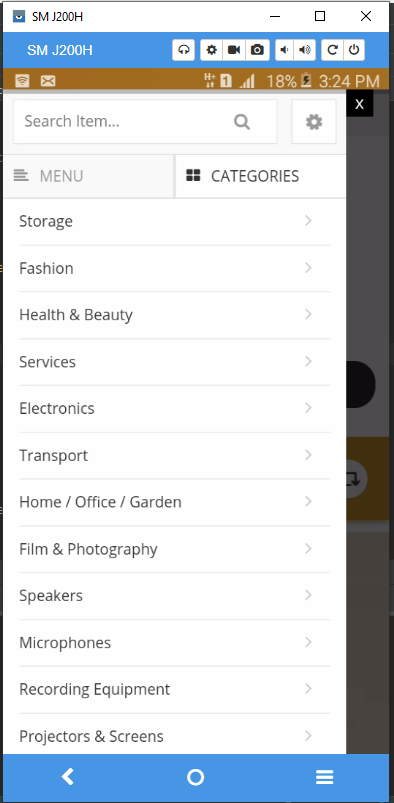 SM J200H
SM J200H
H+ 1 18% 3:24 PM
Search Item...
X
MENU
CATEGORIES
Storage
Fashion
Health & Beauty
Services
Electronics
Transport
Home / Office / Garden
Film & Photography
Speakers
Microphones
Recording Equipment
Projectors & Screens